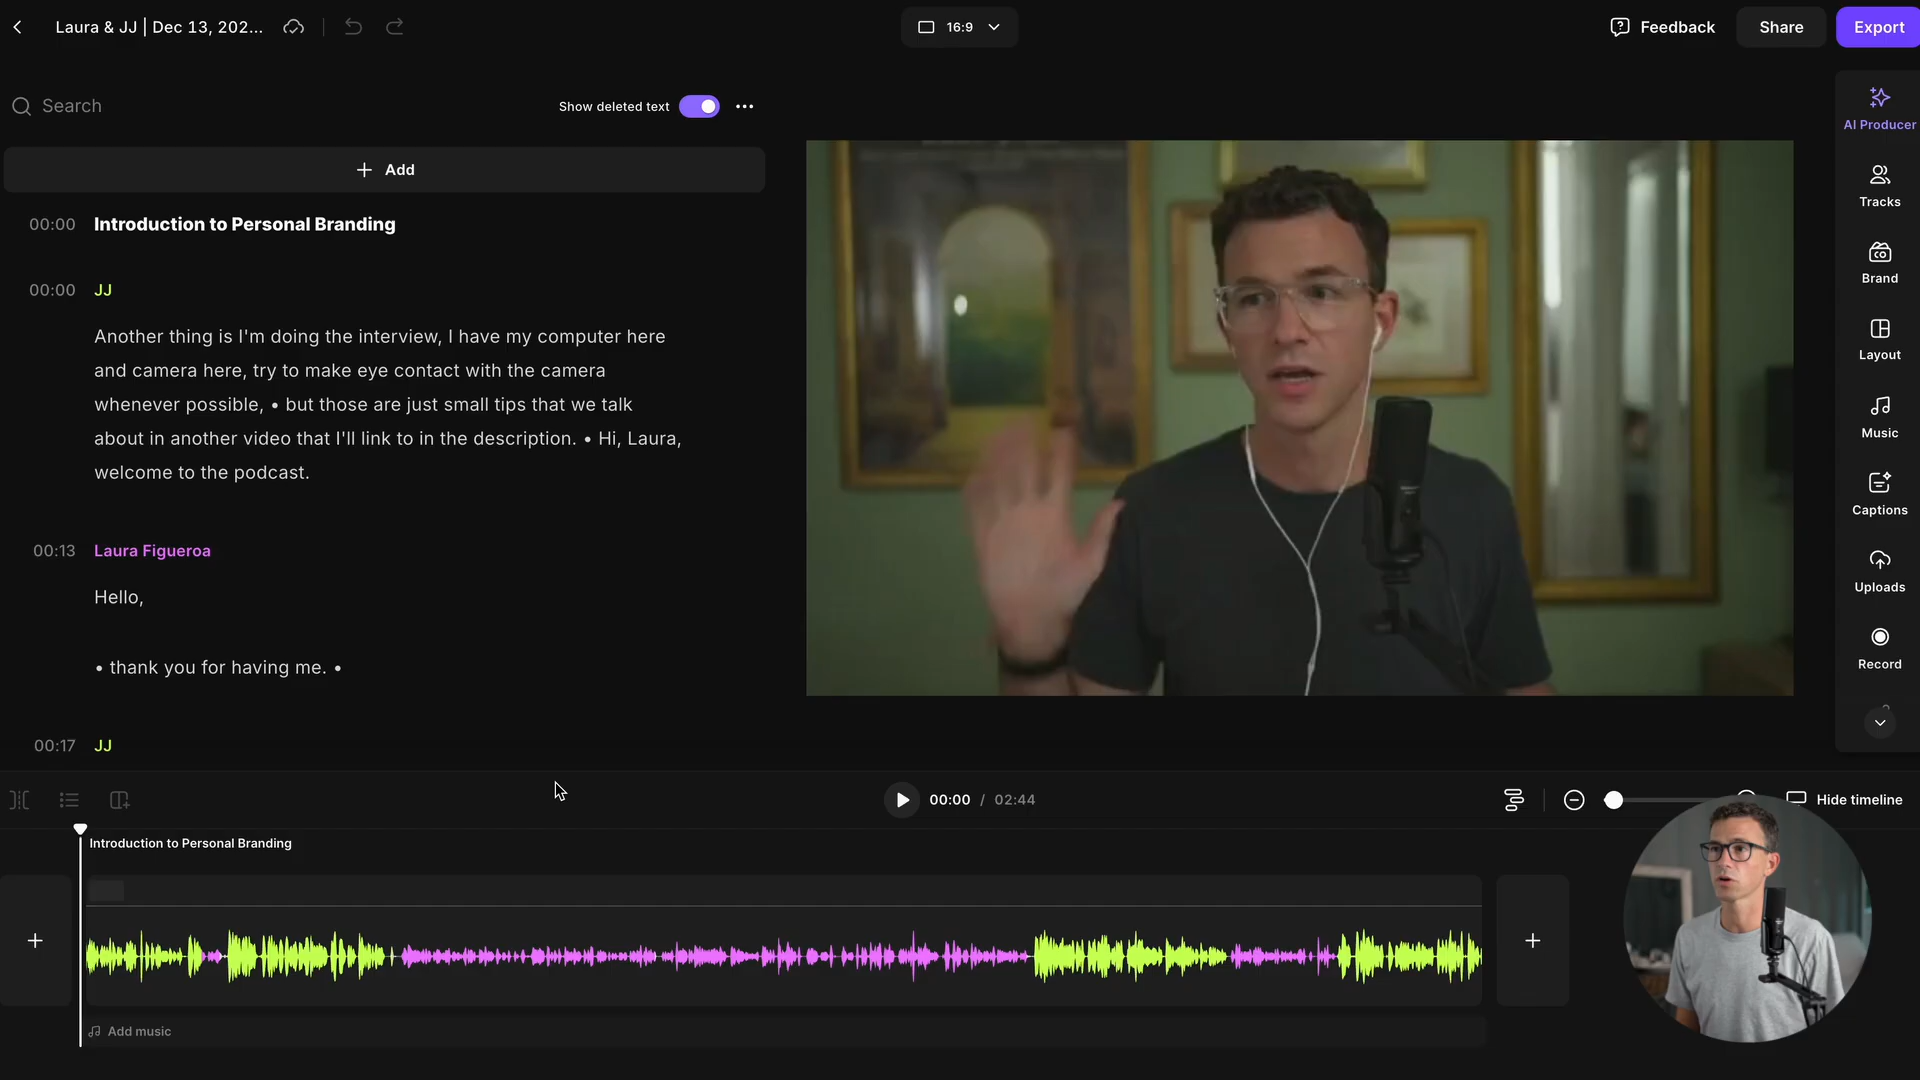 Laura & JJ | Dec 13, 202...
16:9
Feedback
Share
Export
Search
Show deleted text
Add
00:00 Introduction to Personal Branding
00:00 JJ
Another thing is I'm doing the interview, I have my computer here
and camera here, try to make eye contact with the camera
whenever possible, • but those are just small tips that we talk
about in another video that I'll link to in the description. • Hi, Laura,
welcome to the podcast.
00:13 Laura Figueroa
Hello,
• thank you for having me. •
00:17 JJ
AI Producer
Tracks
Brand
Layout
Music
Captions
Uploads
Record
00:00 / 02:44
Hide timeline
Introduction to Personal Branding
Add music